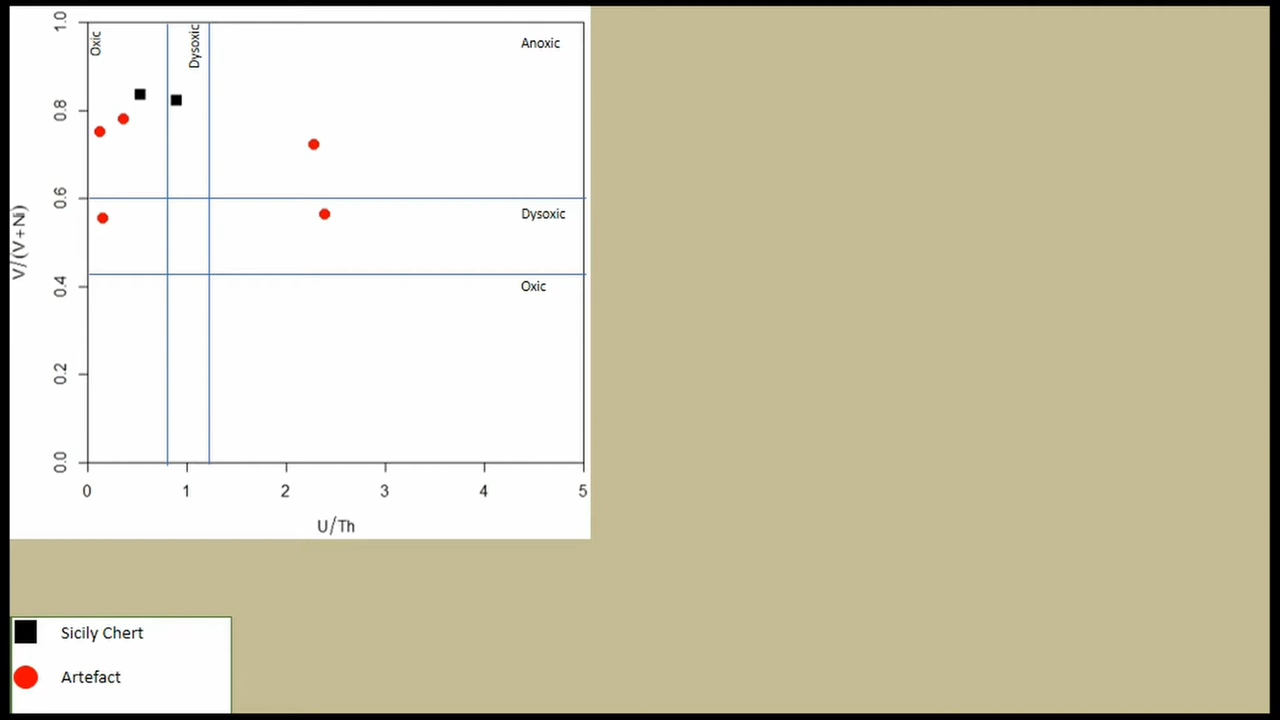 1.0
Oxic
Dysoxic
Anoxic
0.8
0.6
Dysoxic
V/(V+Ni)
0.4
Oxic
0.2
0.0
0 1 2 3 4 5
U/Th
Sicily Chert
Artefact